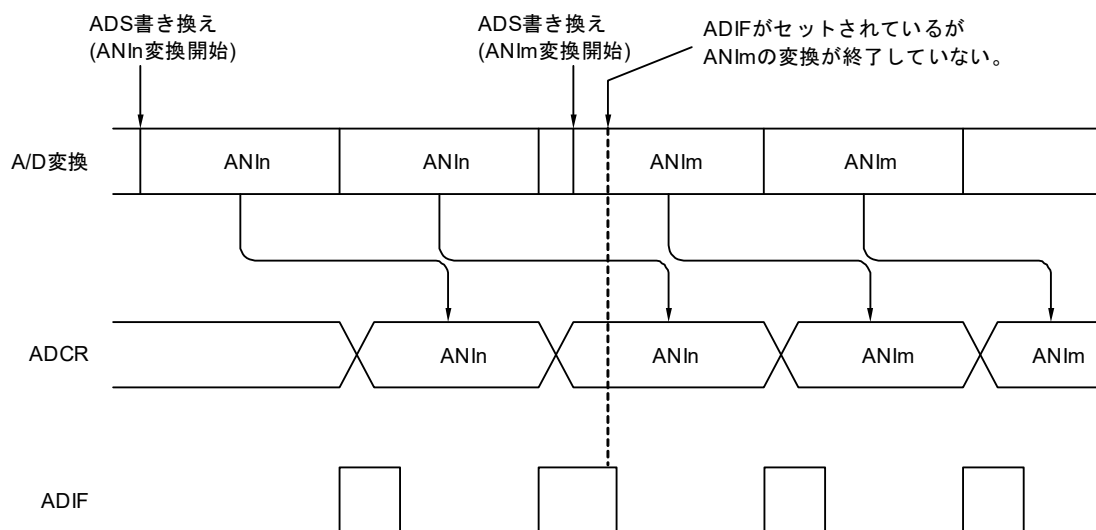 ADS書き換え
(ANIn変換開始)
ADS書き換え
(ANIm変換開始)
ADIFがセットされているが
ANImの変換が終了していない。
A/D変換
ANIn
ANIn
ANIm
ANIm
ADCR
ANIn
ANIn
ANIm
ANIm
ADIF